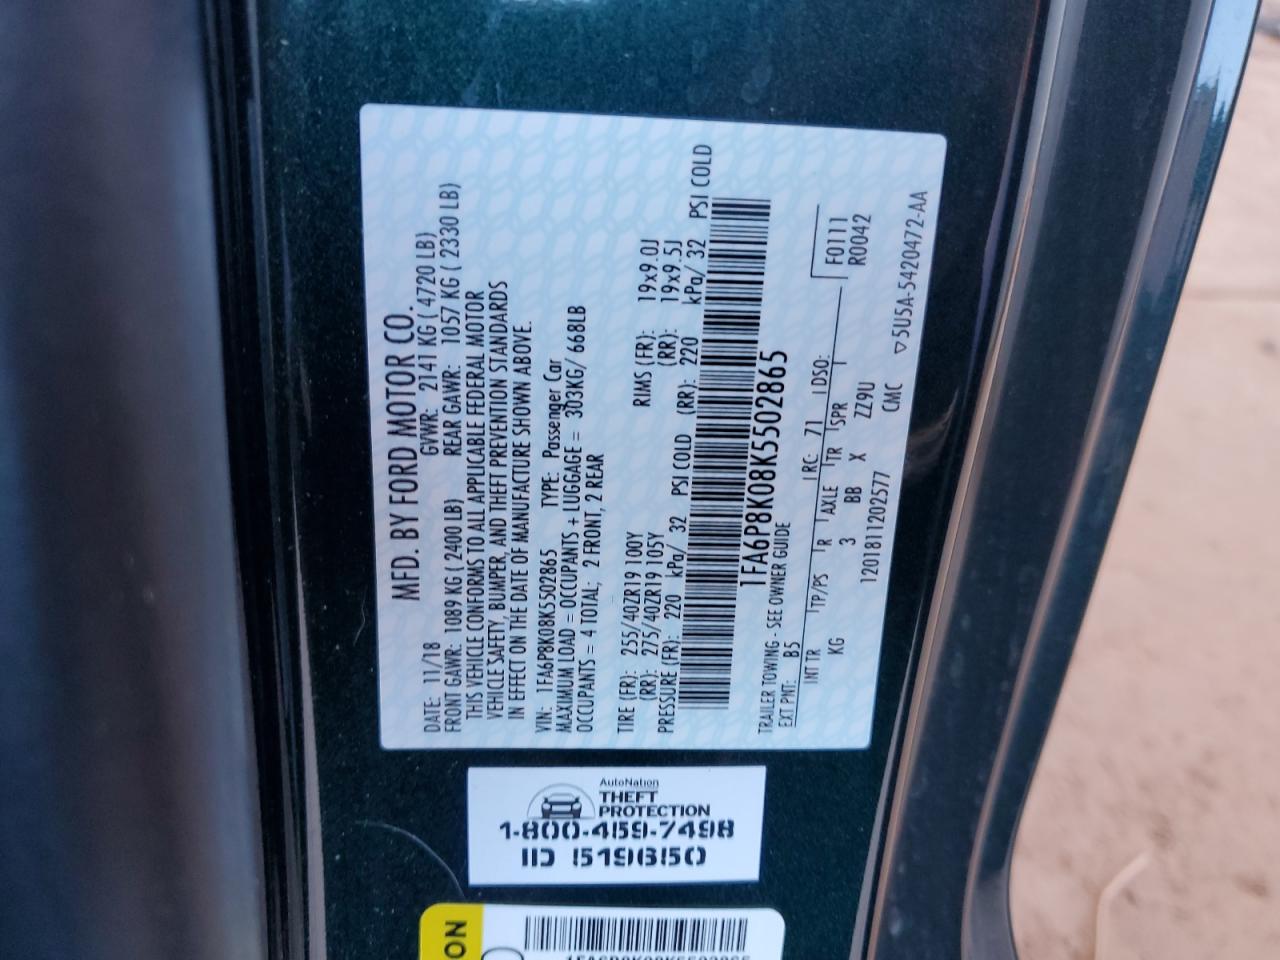 MFD. BY FORD MOTOR CO.
DATE: 11/18 GVWR: 2141 KG ( 4720 LB)
FRONT GAWR: 1089 KG ( 2400 LB) REAR GAWR: 1057 KG ( 2330 LB)
THIS VEHICLE CONFORMS TO ALL APPLICABLE FEDERAL MOTOR
VEHICLE SAFETY, BUMPER, AND THEFT PREVENTION STANDARDS
IN EFFECT ON THE DATE OF MANUFACTURE SHOWN ABOVE.
VIN: 1FA6P8K08K5502865 TYPE: Passenger Car
MAXIMUM LOAD = OCCUPANTS + LUGGAGE = 303KG/ 668LB
OCCUPANTS = 4 TOTAL; 2 FRONT, 2 REAR
TIRE (FR): 255/40ZR19 100Y RIMS (FR): 19x9.0J
(RR): 275/40ZR19 105Y (RR): 19x9.5J
PRESSURE (FR): 220 kPa/ 32 PSI COLD (RR): 220 kPa/ 32 PSI COLD
1FA6P8K08K5502865
TRAILER TOWING - SEE OWNER GUIDE
EXT PNT: B5 RC: 71 DSO: F0111
INT TR TP/PS R AXLE TR SPR R0042
KG 3 BB X ZZ9U
1201811202577 CMC ▽5U5A-5420472-AA
AutoNation
THEFT
PROTECTION
1-800-459-7498
ID 519650
ON